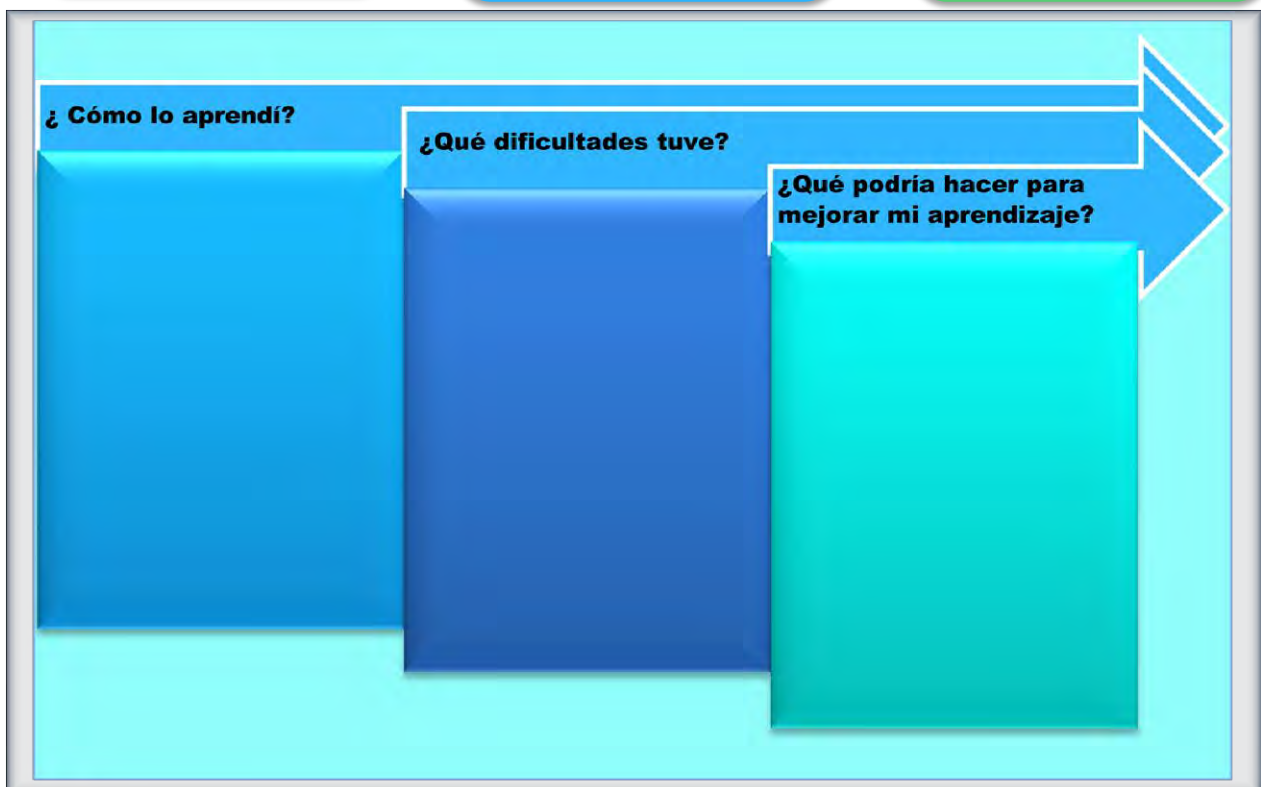 ¿ Cómo lo aprendí?
¿Qué dificultades tuve?
¿Qué podría hacer para
mejorar mi aprendizaje?